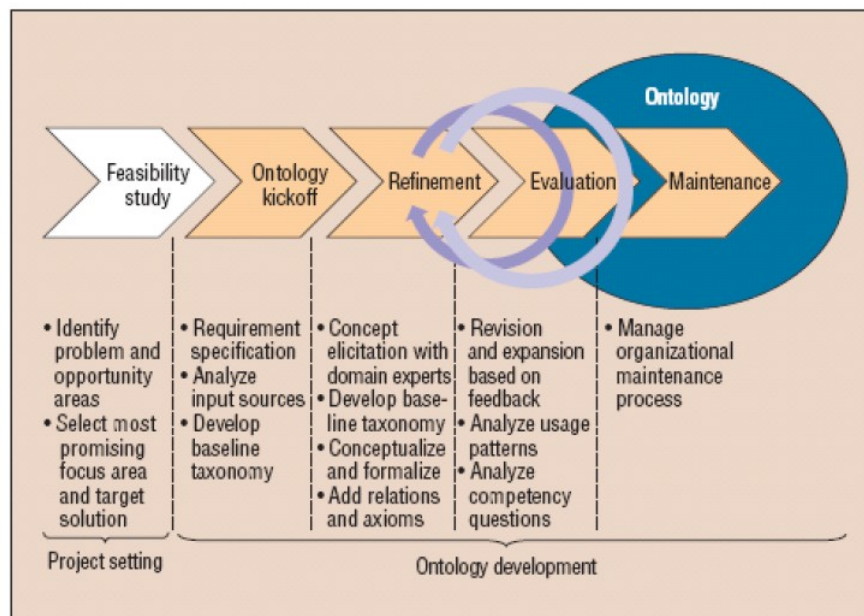 Ontology
Feasibility
study
Ontology
kickoff
Refinement
Evaluation
Maintenance
• Identify
problem and
opportunity
areas
• Select most
promising
focus area
and target
solution
• Requirement
specification
• Analyze
input sources
• Develop
baseline
taxonomy
• Concept
elicitation with
domain experts
• Develop base-
line taxonomy
• Conceptualize
and formalize
• Add relations
and axioms
• Revision
and expansion
based on
feedback
• Analyze usage
patterns
• Analyze
competency
questions
• Manage
organizational
maintenance
process
Project setting
Ontology development